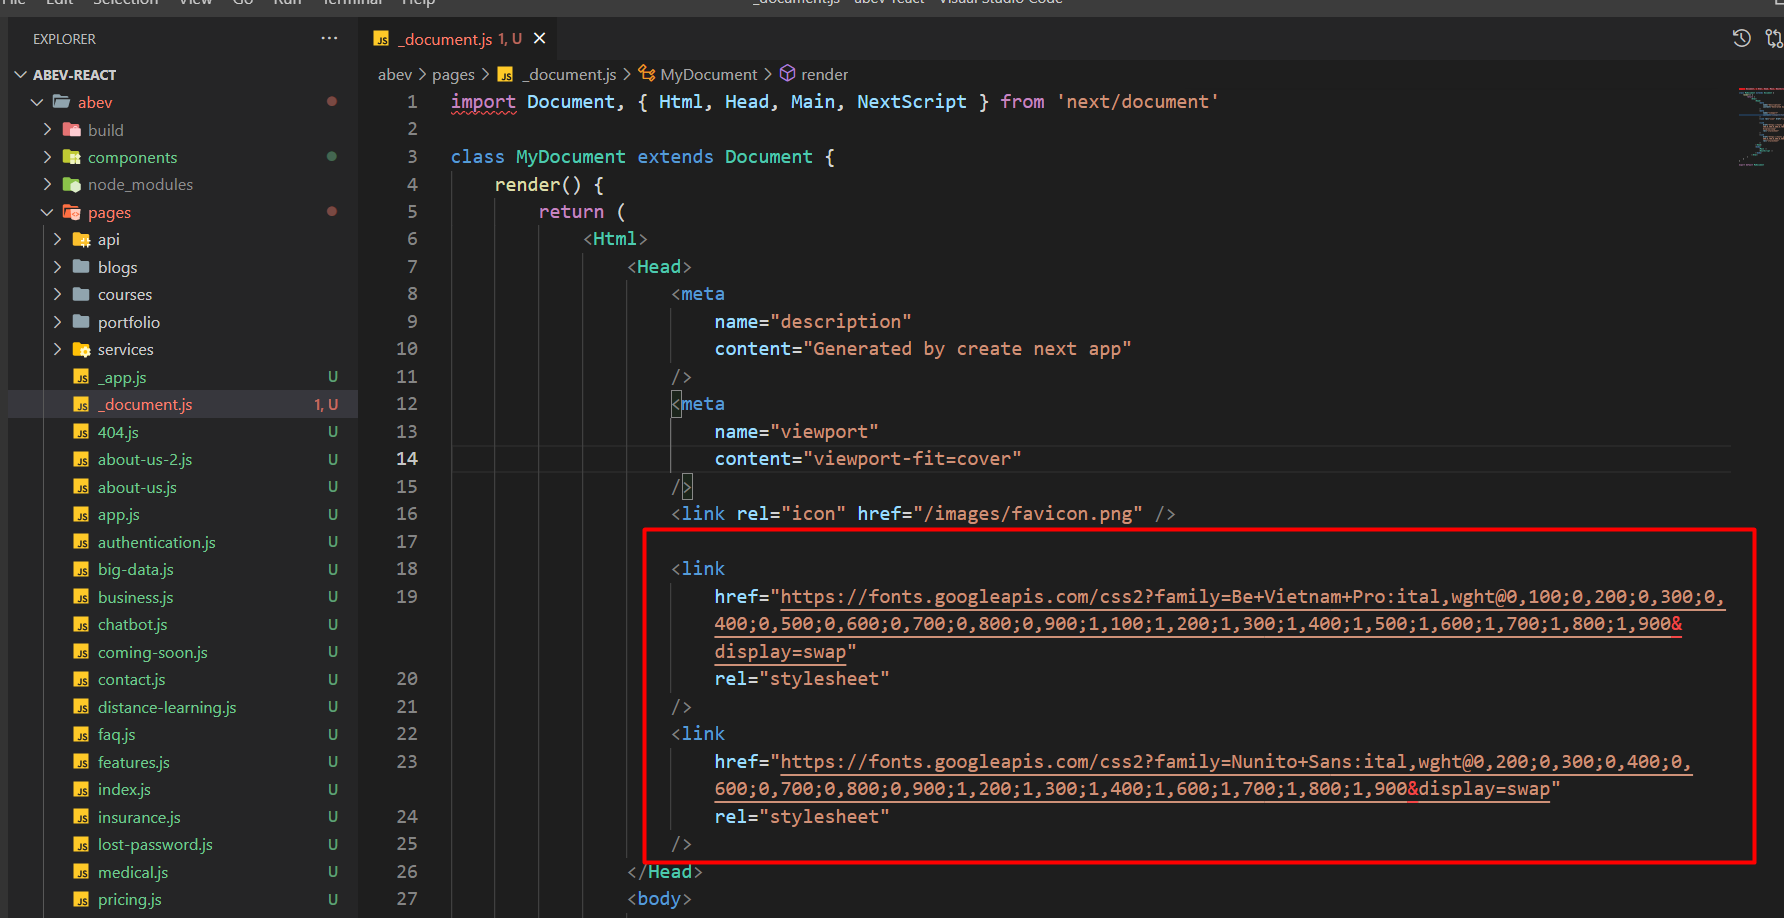 File Edit Selection View Go Run Terminal Help
_document.js - abev-react - Visual Studio Code
EXPLORER
ABEV-REACT
abev
build
components
node_modules
pages
api
blogs
courses
portfolio
services
_app.js U
_document.js 1, U
404.js U
about-us-2.js U
about-us.js U
app.js U
authentication.js U
big-data.js U
business.js U
chatbot.js U
coming-soon.js U
contact.js U
distance-learning.js U
faq.js U
features.js U
index.js U
insurance.js U
lost-password.js U
medical.js U
pricing.js U
JS _document.js 1, U
abev > pages > JS _document.js > MyDocument > render
1 import Document, { Html, Head, Main, NextScript } from 'next/document'
2
3 class MyDocument extends Document {
4 render() {
5 return (
6 <Html>
7 <Head>
8 <meta
9 name="description"
10 content="Generated by create next app"
11 />
12 <meta
13 name="viewport"
14 content="viewport-fit=cover"
15 />
16 <link rel="icon" href="/images/favicon.png" />
17
18 <link
19 href="https://fonts.googleapis.com/css2?family=Be+Vietnam+Pro:ital,wght@0,100;0,200;0,300;0,
400;0,500;0,600;0,700;0,800;0,900;1,100;1,200;1,300;1,400;1,500;1,600;1,700;1,800;1,900&
display=swap"
20 rel="stylesheet"
21 />
22 <link
23 href="https://fonts.googleapis.com/css2?family=Nunito+Sans:ital,wght@0,200;0,300;0,400;0,
600;0,700;0,800;0,900;1,200;1,300;1,400;1,600;1,700;1,800;1,900&display=swap"
24 rel="stylesheet"
25 />
26 </Head>
27 <body>